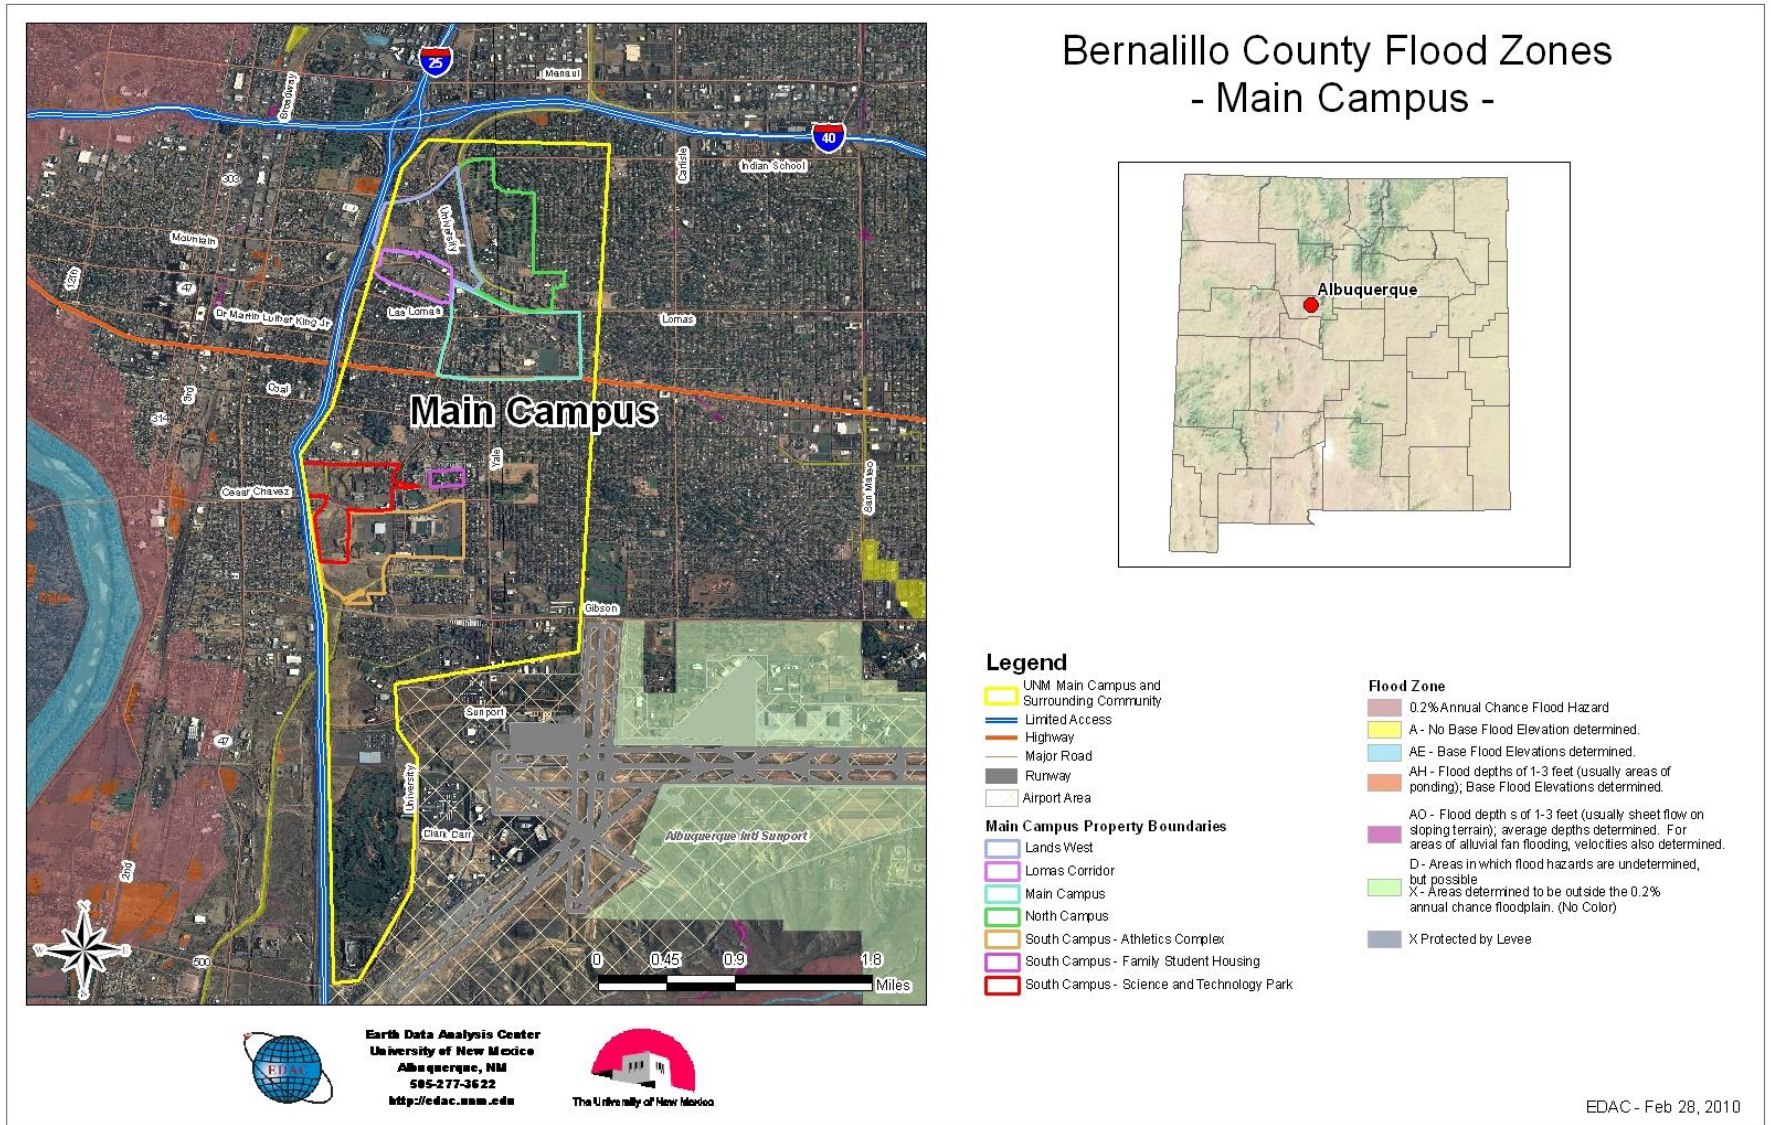 Bernalillo County Flood Zones
- Main Campus -
25
Menaul
Broadway
40
Carlisle
Indian School
303
University
Mountain
12th
47
Dr Martin Luther King Jr
Las Lomas
Lomas
Coal
3rd
314
Main Campus
Yale
San Mateo
Cesar Chavez
Gibson
Sunport
47
University
Clark Carr
Albuquerque Intl Sunport
2nd
500
N
W
E
S
0 0.45 0.9 1.8
Miles
Albuquerque
Legend
UNM Main Campus and
Surrounding Community
Limited Access
Highway
Major Road
Runway
Airport Area
Main Campus Property Boundaries
Lands West
Lomas Corridor
Main Campus
North Campus
South Campus - Athletics Complex
South Campus - Family Student Housing
South Campus - Science and Technology Park
Flood Zone
0.2% Annual Chance Flood Hazard
A - No Base Flood Elevation determined.
AE - Base Flood Elevations determined.
AH - Flood depths of 1-3 feet (usually areas of
ponding); Base Flood Elevations determined.
AO - Flood depth s of 1-3 feet (usually sheet flow on
sloping terrain); average depths determined. For
areas of alluvial fan flooding, velocities also determined.
D - Areas in which flood hazards are undetermined,
but possible
X - Areas determined to be outside the 0.2%
annual chance floodplain. (No Color)
X Protected by Levee
EDAC
Earth Data Analysis Center
University of New Mexico
Albuquerque, NM
505-277-3622
http://edac.unm.edu
The University of New Mexico
EDAC - Feb 28, 2010